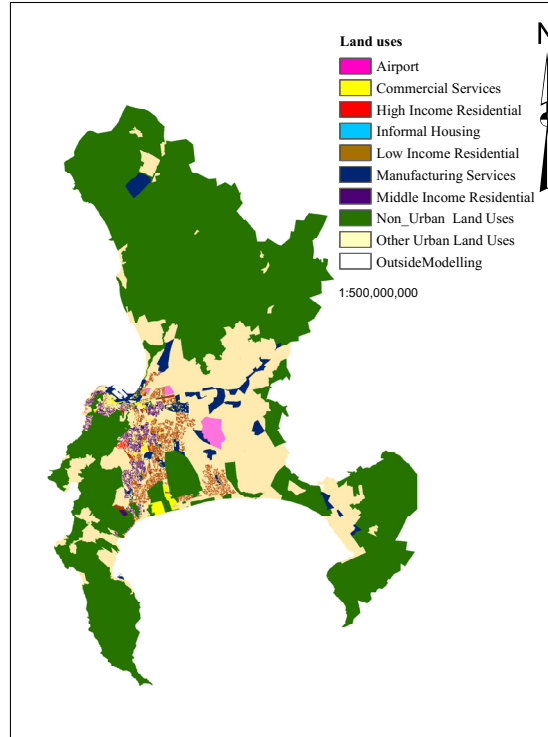 N
Land uses
Airport
Commercial Services
High Income Residential
Informal Housing
Low Income Residential
Manufacturing Services
Middle Income Residential
Non_Urban Land Uses
Other Urban Land Uses
OutsideModelling
1:500,000,000